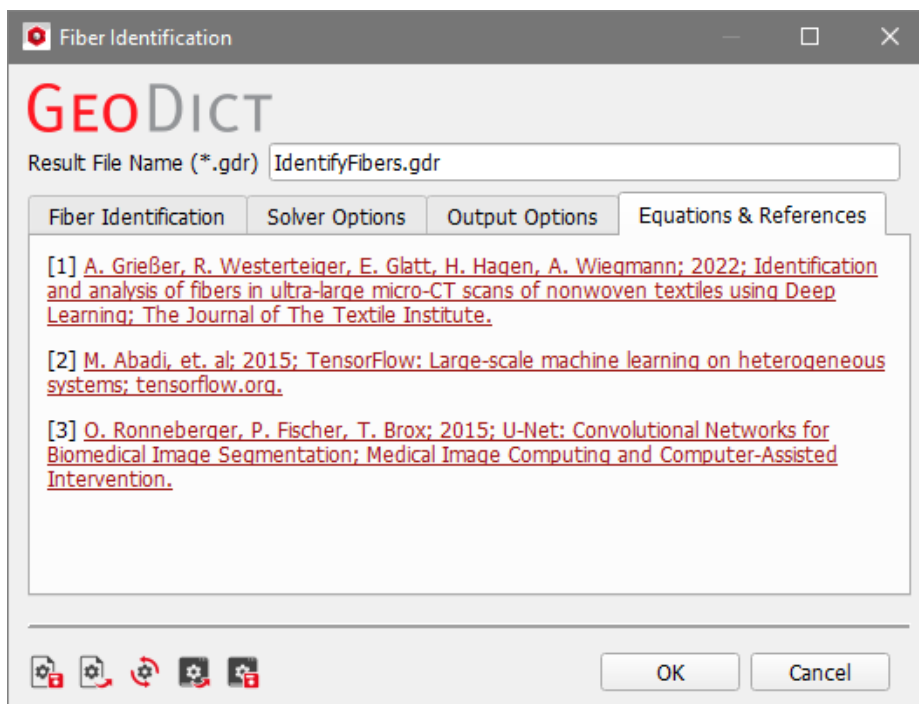 Fiber Identification
GEODICT
Result File Name (*.gdr) IdentifyFibers.gdr
Fiber Identification Solver Options Output Options Equations & References
[1] A. Grießer, R. Westerteiger, E. Glatt, H. Hagen, A. Wiegmann; 2022; Identification
and analysis of fibers in ultra-large micro-CT scans of nonwoven textiles using Deep
Learning; The Journal of The Textile Institute.
[2] M. Abadi, et. al; 2015; TensorFlow: Large-scale machine learning on heterogeneous
systems; tensorflow.org.
[3] O. Ronneberger, P. Fischer, T. Brox; 2015; U-Net: Convolutional Networks for
Biomedical Image Segmentation; Medical Image Computing and Computer-Assisted
Intervention.
OK Cancel